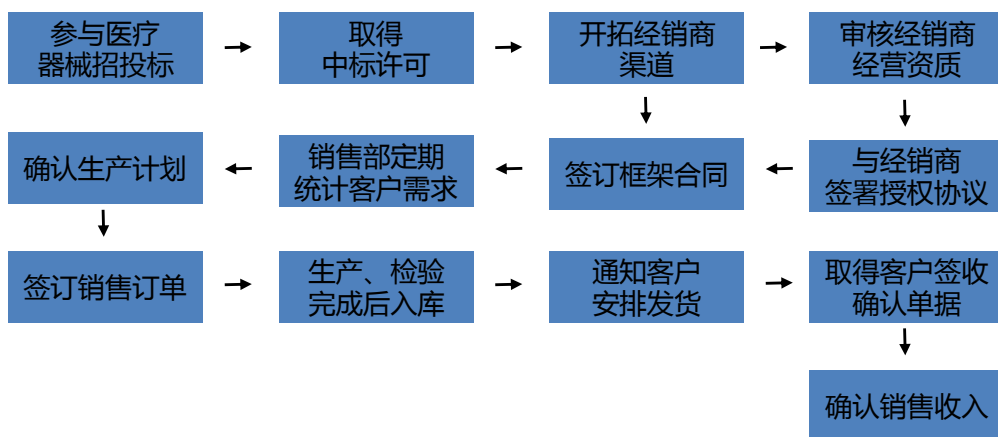 参与医疗
器械招投标
取得
中标许可
开拓经销商
渠道
审核经销商
经营资质
确认生产计划
销售部定期
统计客户需求
签订框架合同
与经销商
签署授权协议
签订销售订单
生产、检验
完成后入库
通知客户
安排发货
取得客户签收
确认单据
确认销售收入